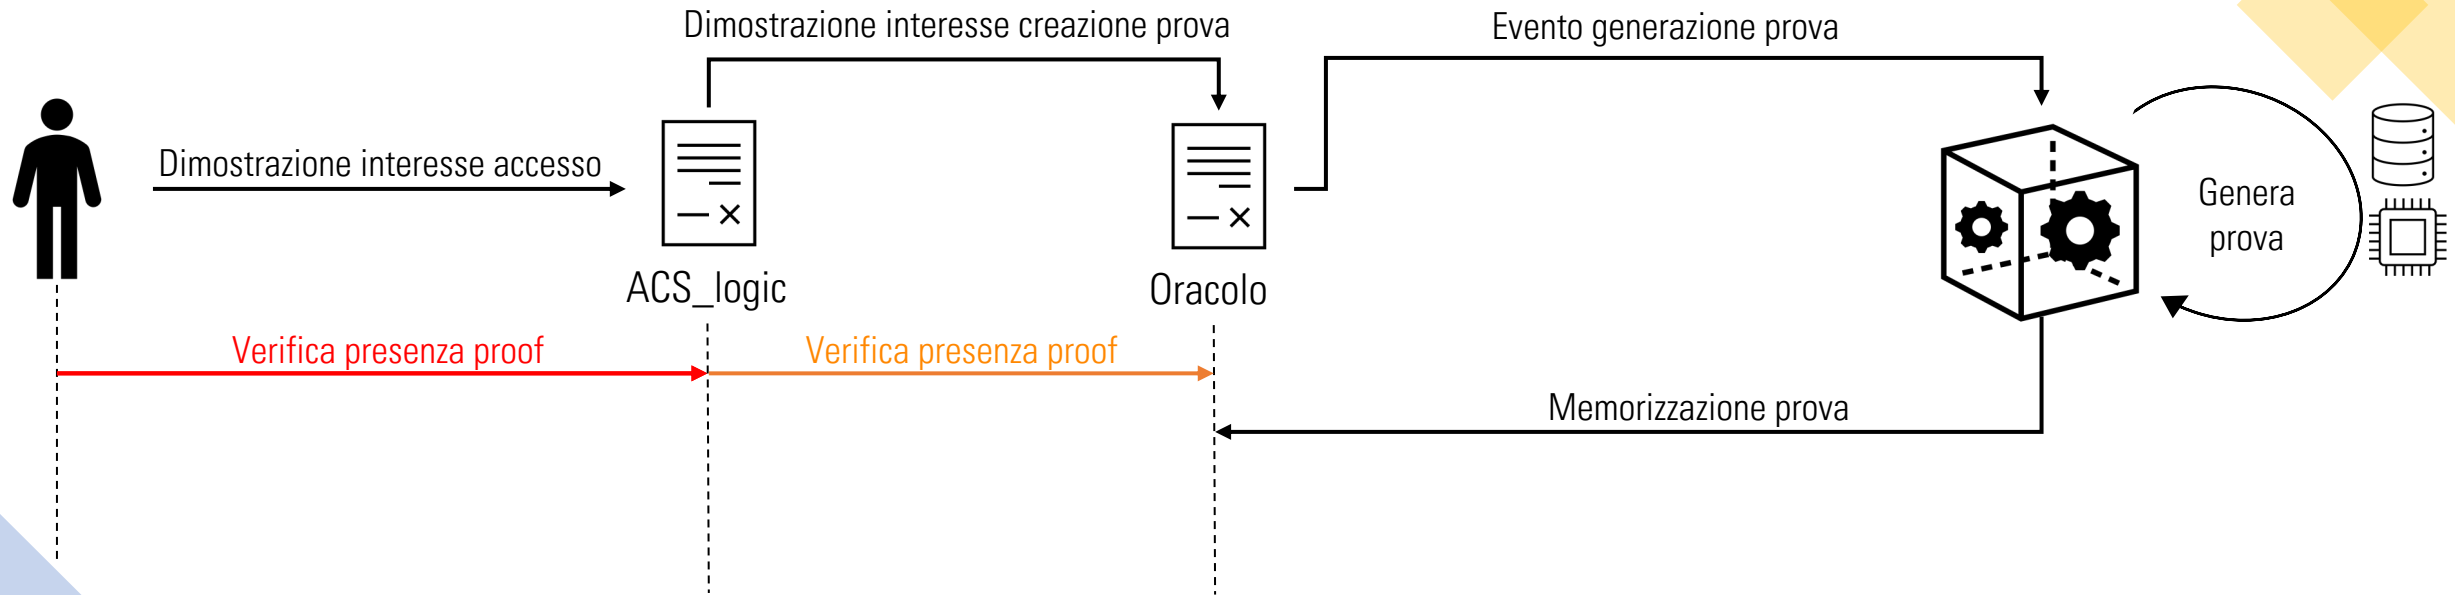 Dimostrazione interesse creazione prova
Evento generazione prova
Dimostrazione interesse accesso
Genera
prova
ACS_logic
Oracolo
Verifica presenza proof
Verifica presenza proof
Memorizzazione prova